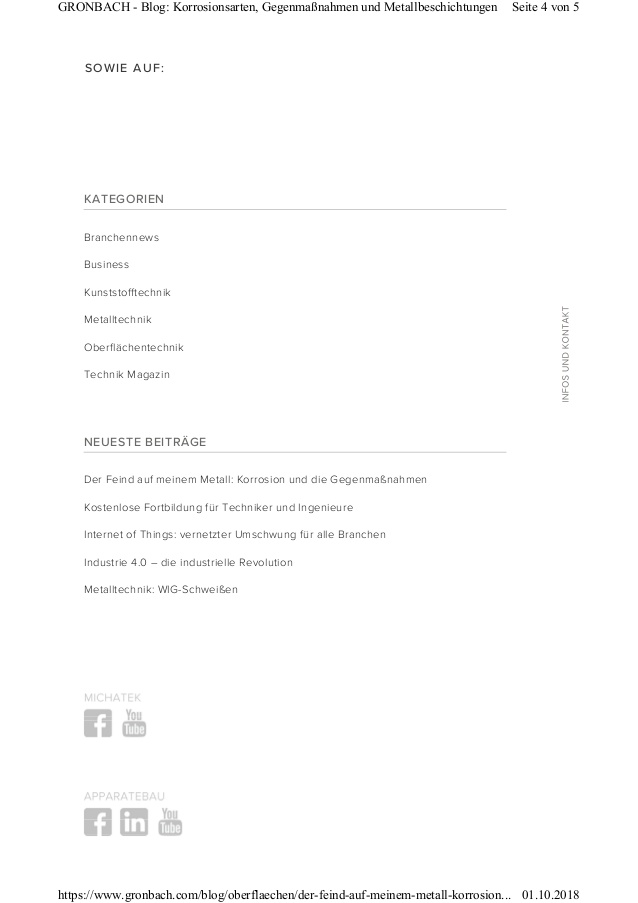 GRONBACH - Blog: Korrosionsarten, Gegenmaßnahmen und Metallbeschichtungen Seite 4 von 5
SOWIE AUF:
KATEGORIEN
Branchennews
Business
Kunststofftechnik
Metalltechnik
Oberflächentechnik
Technik Magazin
INFOS UND KONTAKT
NEUESTE BEITRÄGE
Der Feind auf meinem Metall: Korrosion und die Gegenmaßnahmen
Kostenlose Fortbildung für Techniker und Ingenieure
Internet of Things: vernetzter Umschwung für alle Branchen
Industrie 4.0 – die industrielle Revolution
Metalltechnik: WIG-Schweißen
MICHATEK
f You Tube
APPARATEBAU
f in You Tube
https://www.gronbach.com/blog/oberflaechen/der-feind-auf-meinem-metall-korrosion... 01.10.2018